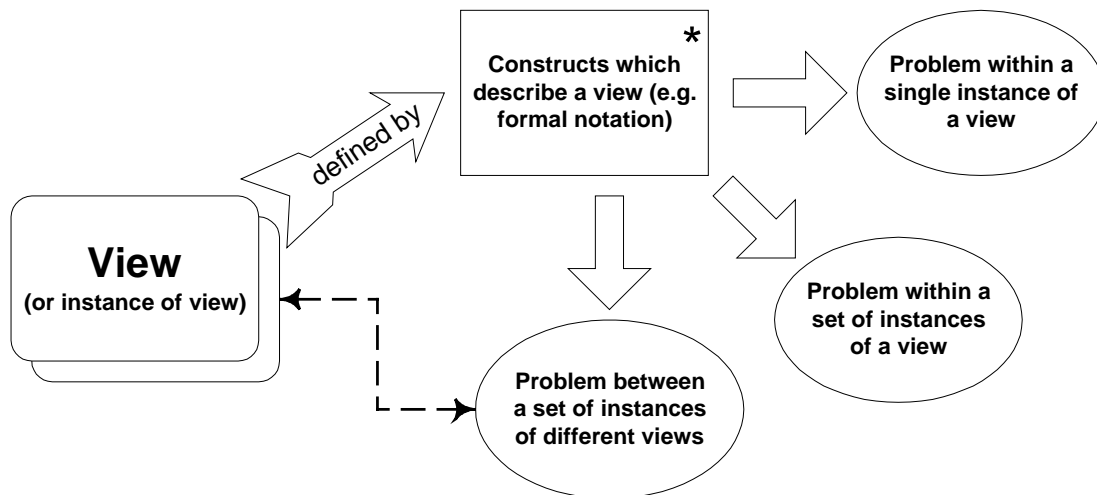 *
Constructs which
describe a view (e.g.
formal notation)
Problem within a
single instance of
a view
defined by
View
(or instance of view)
Problem within a
set of instances
of a view
Problem between
a set of instances
of different views